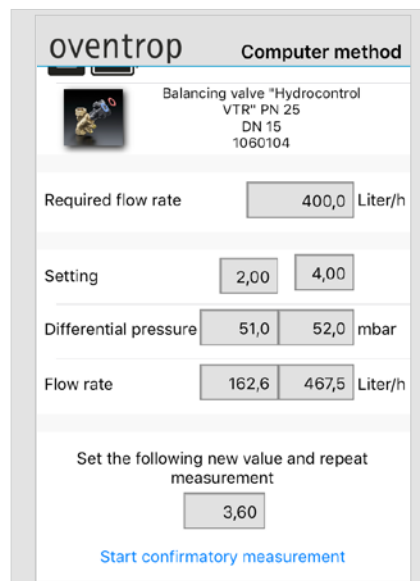 oventrop
Computer method
Balancing valve "Hydrocontrol
VTR" PN 25
DN 15
1060104
Required flow rate 400,0 Liter/h
Setting 2,00 4,00
Differential pressure 51,0 52,0 mbar
Flow rate 162,6 467,5 Liter/h
Set the following new value and repeat
measurement
3,60
Start confirmatory measurement